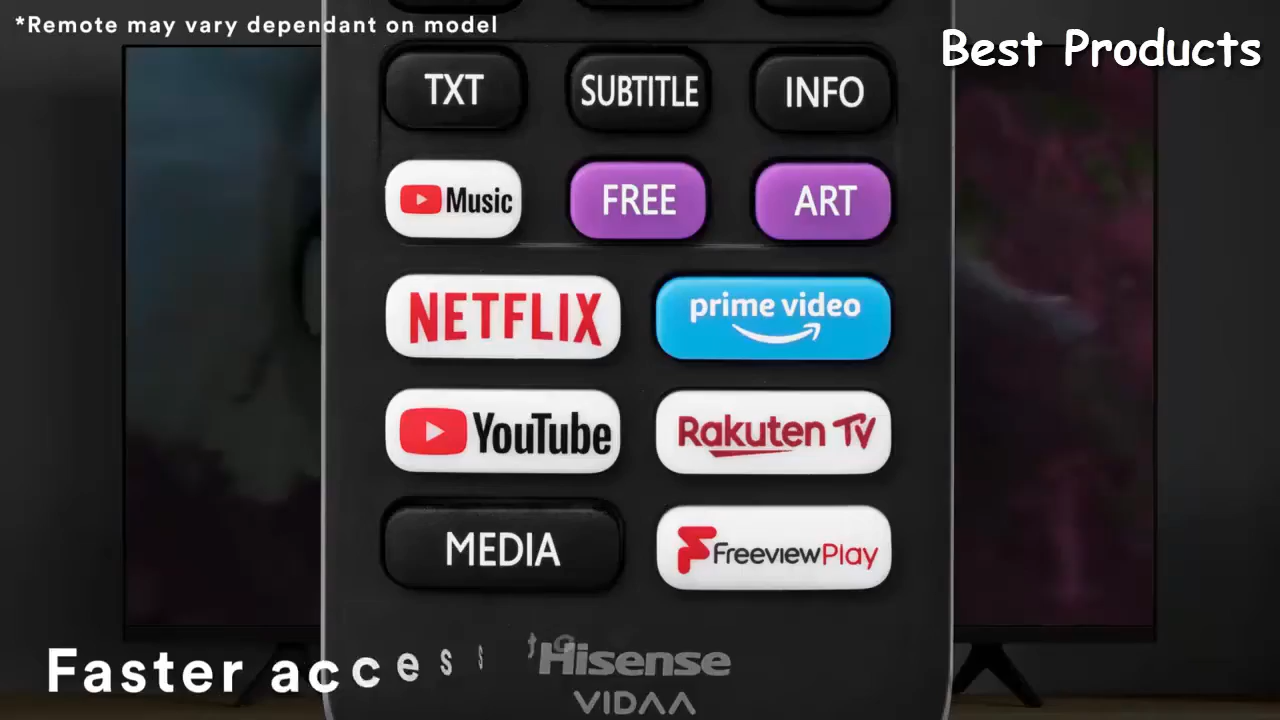 *Remote may vary dependant on model
Best Products
TXT SUBTITLE INFO
Music FREE ART
NETFLIX prime video
YouTube Rakuten TV
MEDIA FreeviewPlay
Faster access
Hisense
VIDAA